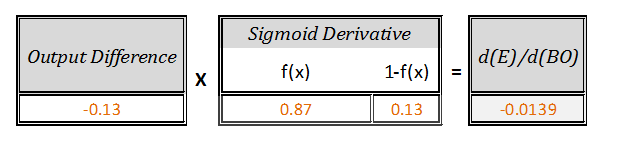 Output Difference
X
Sigmoid Derivative
f(x) 1-f(x)
=
d(E)/d(BO)
-0.13
0.87 0.13
-0.0139